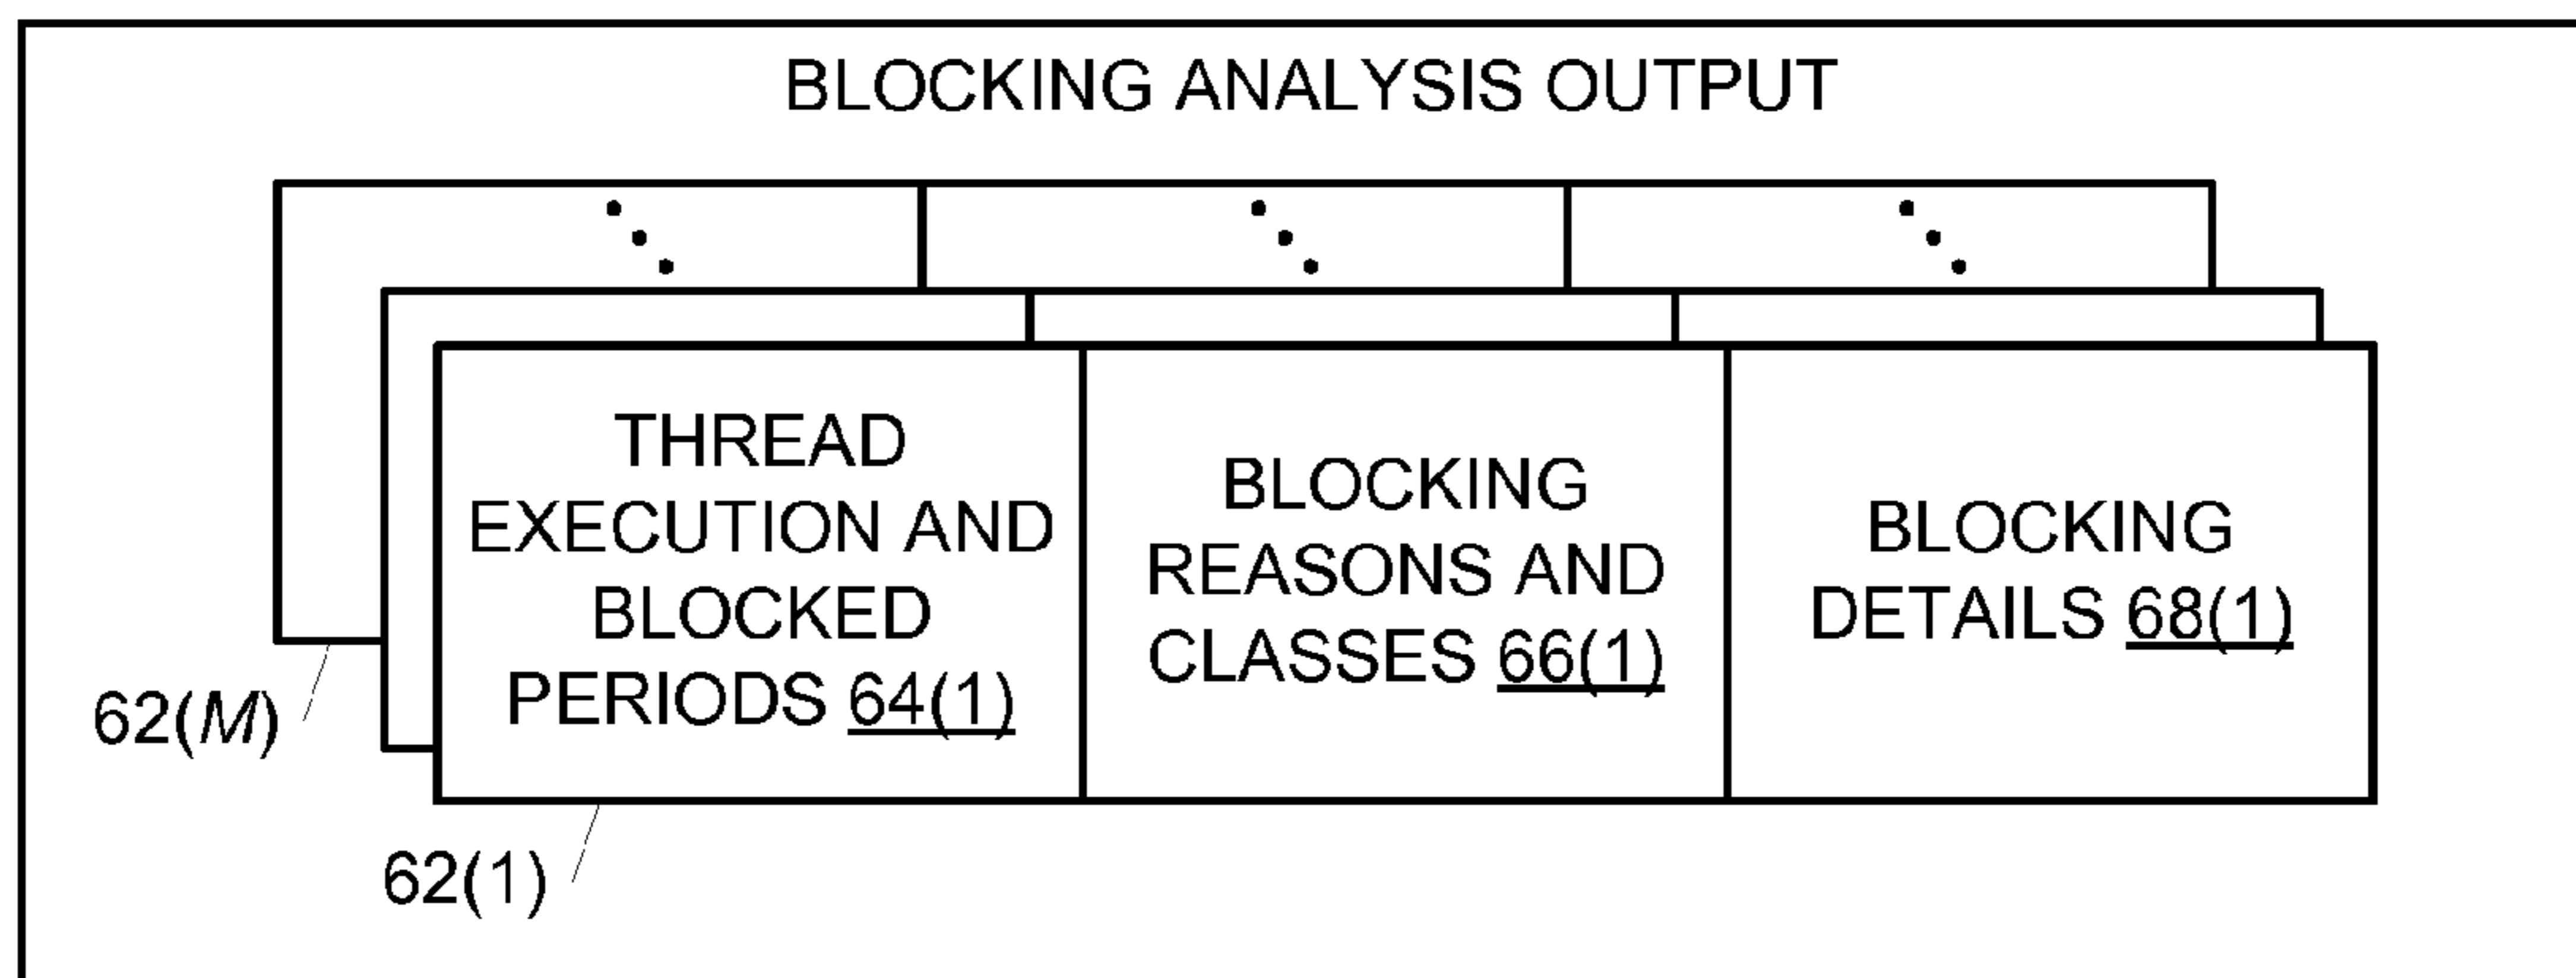 BLOCKING ANALYSIS OUTPUT
THREAD
EXECUTION AND
BLOCKED
PERIODS 64(1)
BLOCKING
REASONS AND
CLASSES 66(1)
BLOCKING
DETAILS 68(1)
62(M)
62(1)